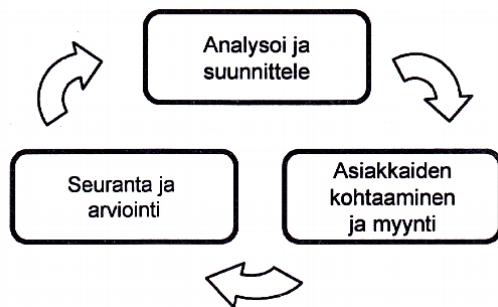 Analysoi ja
suunnittele
Asiakkaiden
kohtaaminen
ja myynti
Seuranta ja
arviointi